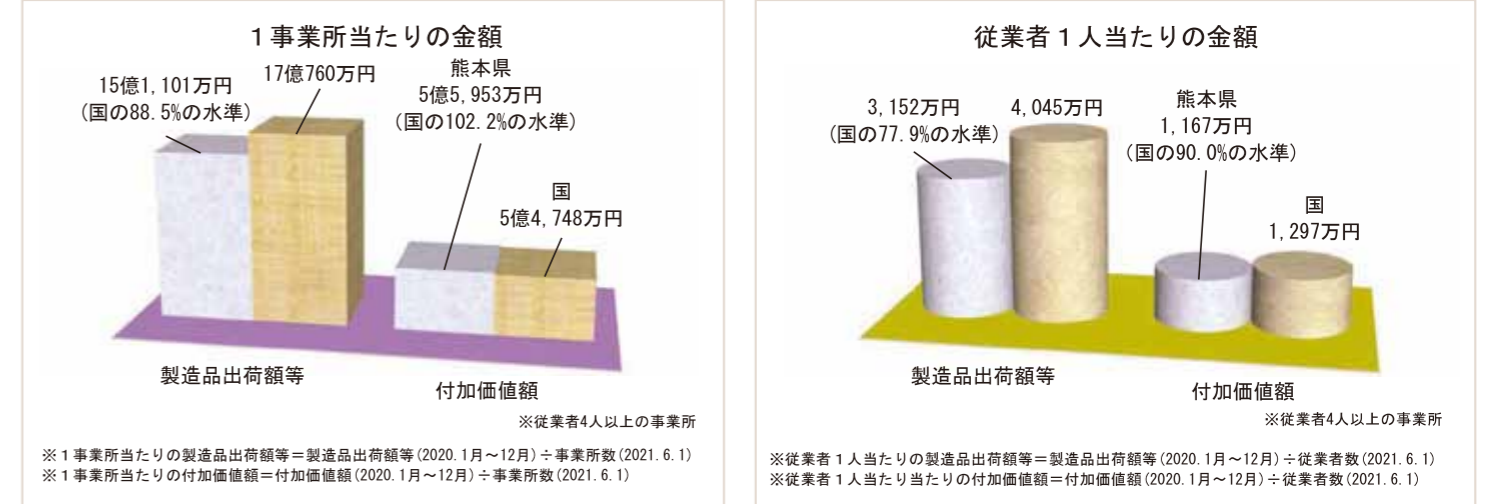 １事業所当たりの金額
15億1,101万円
(国の88.5%の水準)
17億760万円
熊本県
5億5,953万円
(国の102.2%の水準)
国
5億4,748万円
製造品出荷額等
付加価値額
※従業者4人以上の事業所
※１事業所当たりの製造品出荷額等＝製造品出荷額等(2020.1月～12月)÷事業所数(2021.6.1)
※１事業所当たりの付加価値額＝付加価値額(2020.1月～12月)÷事業所数(2021.6.1)
従業者１人当たりの金額
3,152万円
(国の77.9%の水準)
4,045万円
熊本県
1,167万円
(国の90.0%の水準)
国
1,297万円
製造品出荷額等
付加価値額
※従業者4人以上の事業所
※従業者１人当たりの製造品出荷額等＝製造品出荷額等(2020.1月～12月)÷従業者数(2021.6.1)
※従業者１人当たり当たりの付加価値額＝付加価値額(2020.1月～12月)÷従業者数(2021.6.1)